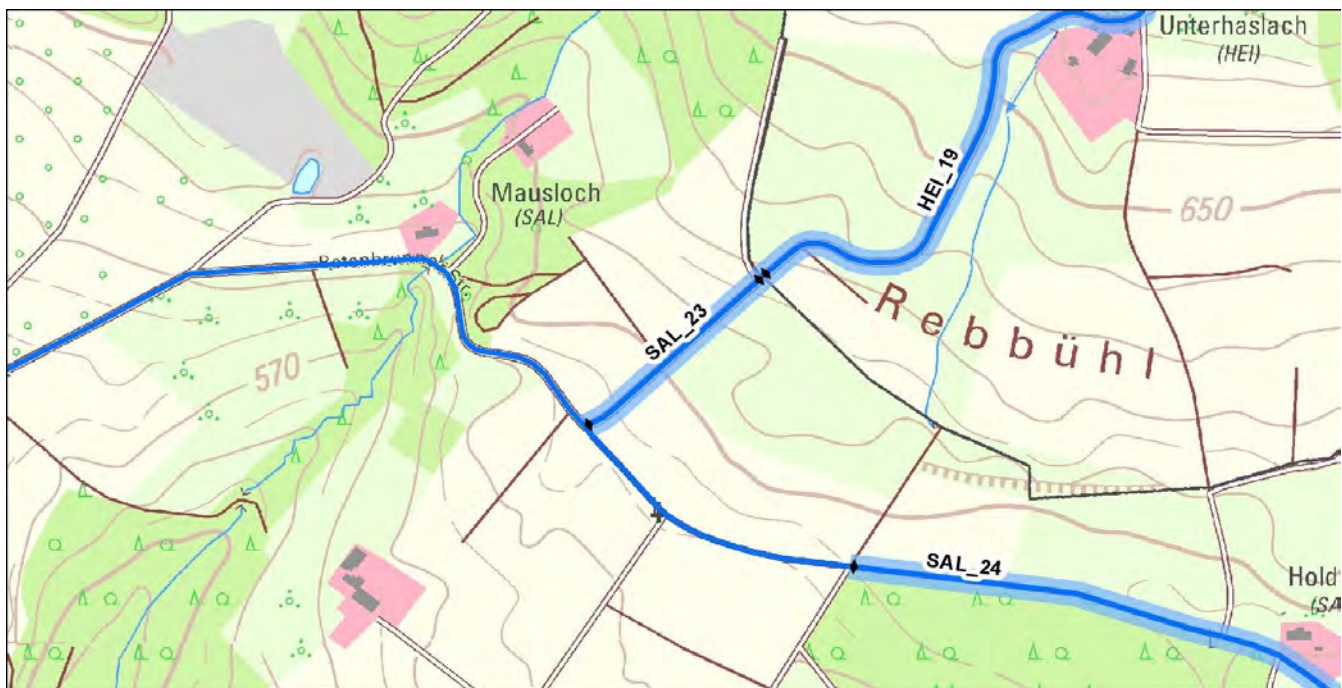 Unterhaslach
(HEI)
HEI_19
Mausloch
(SAL)
650
SAL_23
Rebbühl
570
SAL_24
Hold
(SA